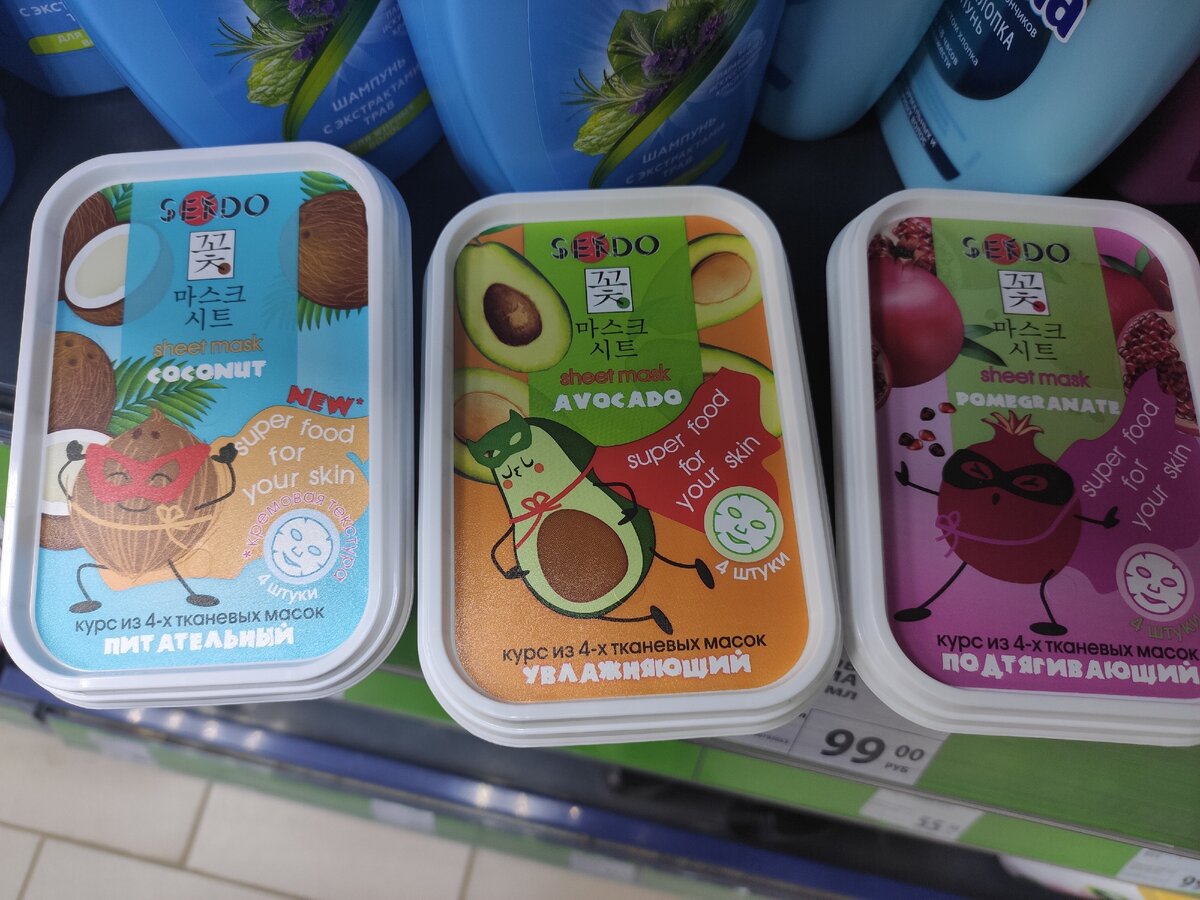 ШАМПУНЬ
С ЭКСТРАКТАМИ
ТРАВ
ШАМПУНЬ
С ЭКСТРАКТАМИ
ТРАВ
SENDO
꽃
마스크
시트
sheet mask
COCONUT
NEW*
super food
for
your skin
*кремовая текстура
4 штуки
курс из 4-х тканевых масок
ПИТАТЕЛЬНЫЙ
SENDO
꽃
마스크
시트
sheet mask
AVOCADO
super food
for
your skin
4 штуки
курс из 4-х тканевых масок
УВЛАЖНЯЮЩИЙ
SENDO
꽃
마스크
시트
sheet mask
POMEGRANATE
super food
for
your skin
4 штуки
курс из 4-х тканевых масок
ПОДТЯГИВАЮЩИЙ
МЛ
99 00
РУБ